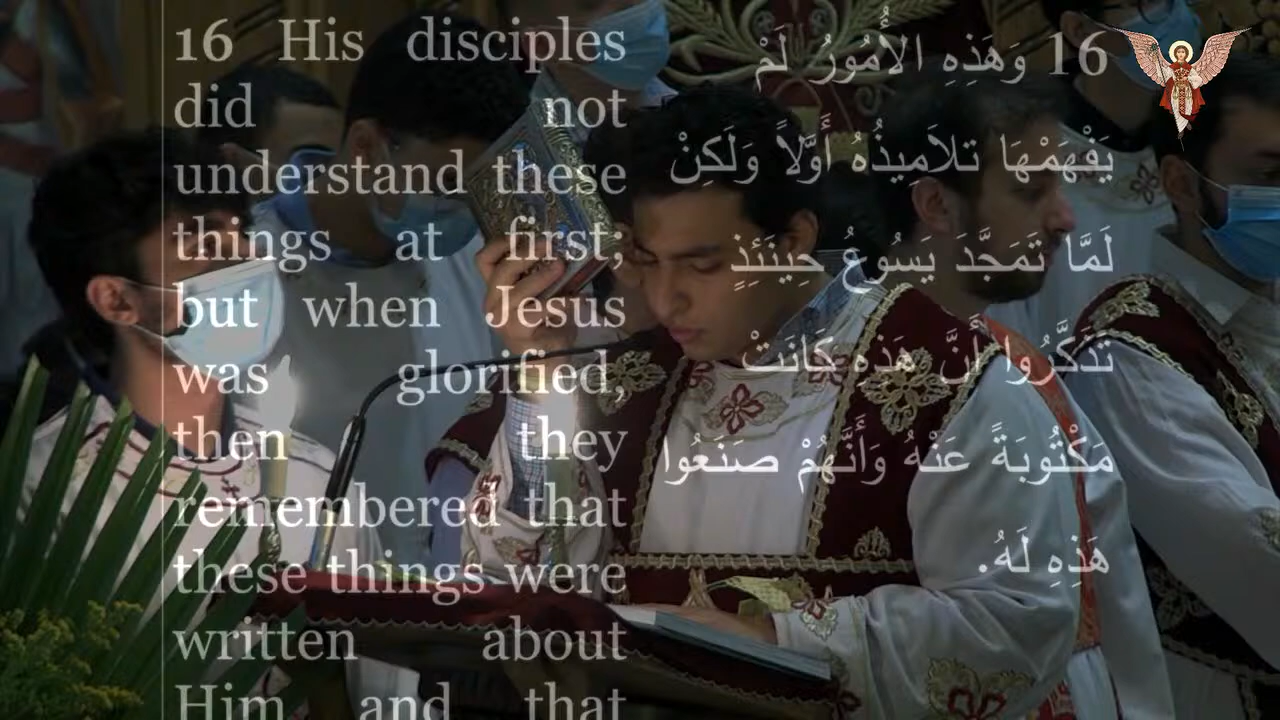 16 His disciples
did not
understand these
things at first;
but when Jesus
was glorified,
then they
remembered that
these things were
written about
Him and that
16 وَهَذِهِ الأُمُورُ لَمْ
يَفْهَمْهَا تلاَمِيذُهُ أَوَّلاً وَلَكِنْ
لَمَّا تَمَجَّدَ يَسُوعُ حِينَئِذٍ
تَذَكَّرُوا أَنَّ هَذِهِ كَانَتْ
مَكْتُوبَةً عَنْهُ وَأَنَّهُمْ صَنَعُوا
هَذِهِ لَهُ.